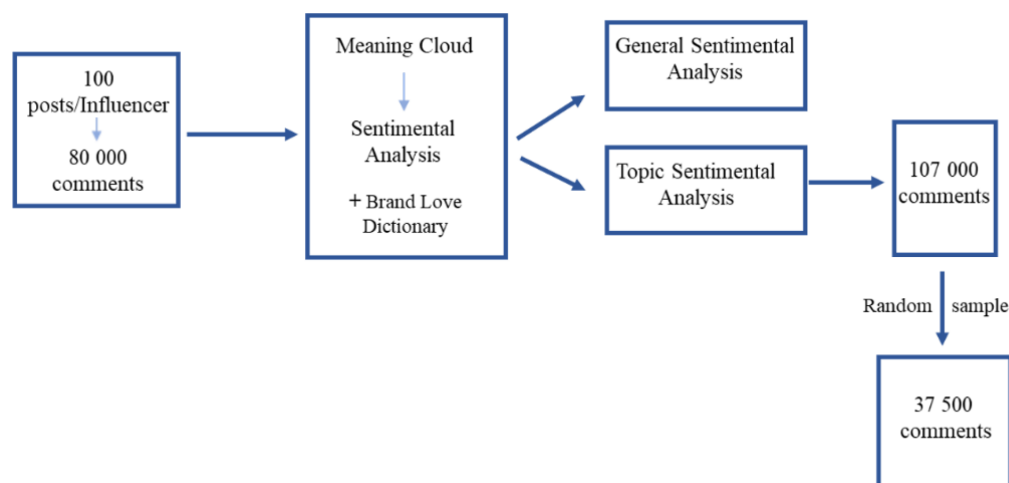 100
posts/Influencer
80 000
comments
Meaning Cloud
Sentimental
Analysis
+ Brand Love
Dictionary
General Sentimental
Analysis
Topic Sentimental
Analysis
107 000
comments
Random sample
37 500
comments